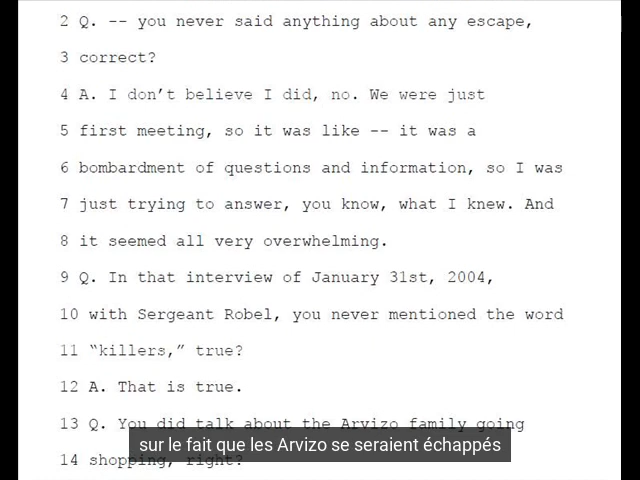 2 Q. -- you never said anything about any escape,
3 correct?
4 A. I don't believe I did, no. We were just
5 first meeting, so it was like -- it was a
6 bombardment of questions and information, so I was
7 just trying to answer, you know, what I knew. And
8 it seemed all very overwhelming.
9 Q. In that interview of January 31st, 2004,
10 with Sergeant Robel, you never mentioned the word
11 “killers,” true?
12 A. That is true.
13 Q. You did talk about the Arvizo family going
sur le fait que les Arvizo se seraient échappés
14 shopping, right?